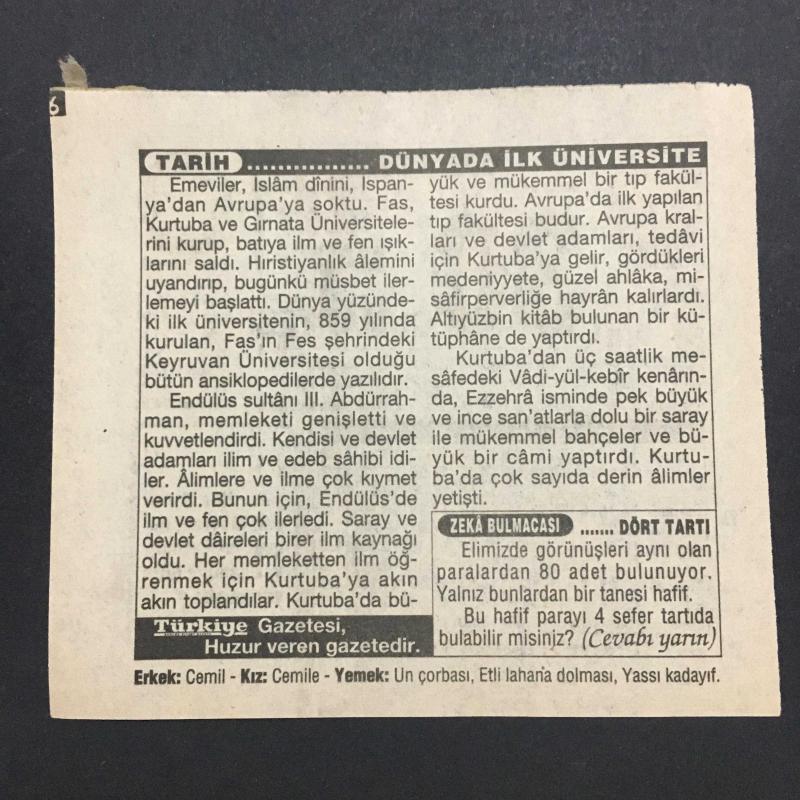 6
TARİH ................ DÜNYADA İLK ÜNİVERSİTE
Emeviler, Islâm dînini, Ispan-
ya'dan Avrupa'ya soktu. Fas,
Kurtuba ve Gırnata Üniversitele-
rini kurup, batıya ilm ve fen ışık-
larını saldı. Hıristiyanlık âlemini
uyandırıp, bugünkü müsbet iler-
lemeyi başlattı. Dünya yüzünde-
ki ilk üniversitenin, 859 yılında
kurulan, Fas'ın Fes şehrindeki
Keyruvan Üniversitesi olduğu
bütün ansiklopedilerde yazılıdır.
Endülüs sultânı III. Abdürrah-
man, memleketi genişletti ve
kuvvetlendirdi. Kendisi ve devlet
adamları ilim ve edeb sâhibi idi-
ler. Âlimlere ve ilme çok kıymet
verirdi. Bunun için, Endülüs'de
ilm ve fen çok ilerledi. Saray ve
devlet dâireleri birer ilm kaynağı
oldu. Her memleketten ilm öğ-
renmek için Kurtuba'ya akın
akın toplandılar. Kurtuba'da bü-
yük ve mükemmel bir tıp fakül-
tesi kurdu. Avrupa'da ilk yapılan
tıp fakültesi budur. Avrupa kral-
ları ve devlet adamları, tedâvi
için Kurtuba'ya gelir, gördükleri
medeniyyete, güzel ahlâka, mi-
sâfirperverliğe hayrân kalırlardı.
Altıyüzbin kitâb bulunan bir kü-
tüphâne de yaptırdı.
Kurtuba'dan üç saatlik me-
sâfedeki Vâdi-yül-kebîr kenârın-
da, Ezzehrâ isminde pek büyük
ve ince san'atlarla dolu bir saray
ile mükemmel bahçeler ve bü-
yük bir câmi yaptırdı. Kurtu-
ba'da çok sayıda derin âlimler
yetişti.
Türkiye Gazetesi,
Huzur veren gazetedir.
ZEKÂ BULMACASI ....... DÖRT TARTI
Elimizde görünüşleri aynı olan
paralardan 80 adet bulunuyor.
Yalnız bunlardan bir tanesi hafif.
Bu hafif parayı 4 sefer tartıda
bulabilir misiniz? (Cevabı yarın)
Erkek: Cemil - Kız: Cemile - Yemek: Un çorbası, Etli lahana dolması, Yassı kadayıf.